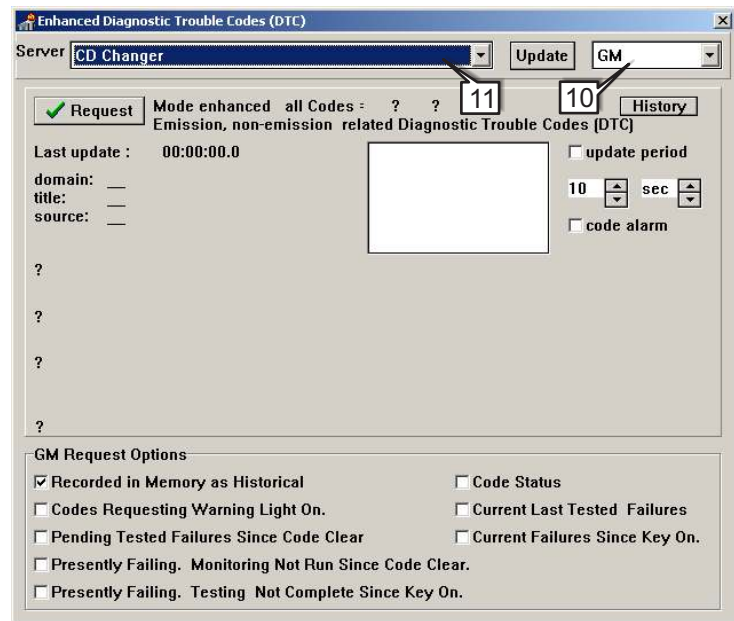 Enhanced Diagnostic Trouble Codes (DTC)
Server CD Changer Update GM
11 10
Request Mode enhanced all Codes = ? ? History
Emission, non-emission related Diagnostic Trouble Codes (DTC)
Last update : 00:00:00.0 update period
domain: __
10 sec
title: __
source: __
code alarm
?
?
?
?
GM Request Options
Recorded in Memory as Historical Code Status
Codes Requesting Warning Light On. Current Last Tested Failures
Pending Tested Failures Since Code Clear Current Failures Since Key On.
Presently Failing. Monitoring Not Run Since Code Clear.
Presently Failing. Testing Not Complete Since Key On.